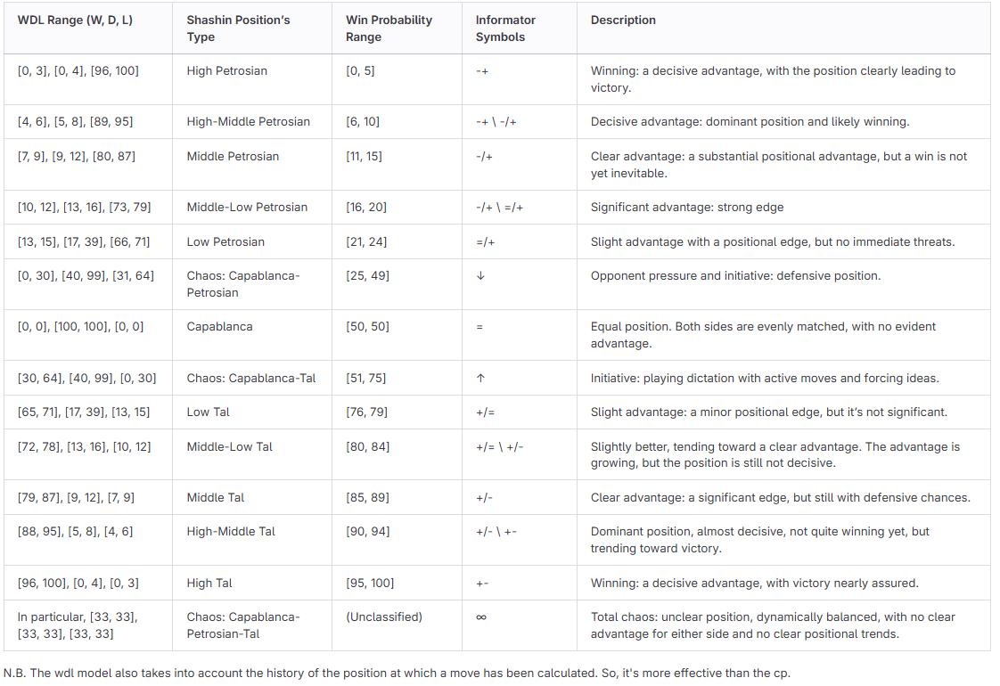 WDL Range (W, D, L) Shashin Position's Type Win Probability Range Informator Symbols Description
[0, 3], [0, 4], [96, 100] High Petrosian [0, 5] -+ Winning: a decisive advantage, with the position clearly leading to victory.
[4, 6], [5, 8], [89, 95] High-Middle Petrosian [6, 10] -+ \ -/+ Decisive advantage: dominant position and likely winning.
[7, 9], [9, 12], [80, 87] Middle Petrosian [11, 15] -/+ Clear advantage: a substantial positional advantage, but a win is not yet inevitable.
[10, 12], [13, 16], [73, 79] Middle-Low Petrosian [16, 20] -/+ \ =/+ Significant advantage: strong edge
[13, 15], [17, 39], [66, 71] Low Petrosian [21, 24] =/+ Slight advantage with a positional edge, but no immediate threats.
[0, 30], [40, 99], [31, 64] Chaos: Capablanca-Petrosian [25, 49] ↓ Opponent pressure and initiative: defensive position.
[0, 0], [100, 100], [0, 0] Capablanca [50, 50] = Equal position. Both sides are evenly matched, with no evident advantage.
[30, 64], [40, 99], [0, 30] Chaos: Capablanca-Tal [51, 75] ↑ Initiative: playing dictation with active moves and forcing ideas.
[65, 71], [17, 39], [13, 15] Low Tal [76, 79] +/= Slight advantage: a minor positional edge, but it's not significant.
[72, 78], [13, 16], [10, 12] Middle-Low Tal [80, 84] +/= \ +/- Slightly better, tending toward a clear advantage. The advantage is growing, but the position is still not decisive.
[79, 87], [9, 12], [7, 9] Middle Tal [85, 89] +/- Clear advantage: a significant edge, but still with defensive chances.
[88, 95], [5, 8], [4, 6] High-Middle Tal [90, 94] +/- \ +- Dominant position, almost decisive, not quite winning yet, but trending toward victory.
[96, 100], [0, 4], [0, 3] High Tal [95, 100] +- Winning: a decisive advantage, with victory nearly assured.
In particular, [33, 33], [33, 33], [33, 33] Chaos: Capablanca-Petrosian-Tal (Unclassified) ∞ Total chaos: unclear position, dynamically balanced, with no clear advantage for either side and no clear positional trends.
N.B. The wdl model also takes into account the history of the position at which a move has been calculated. So, it's more effective than the cp.